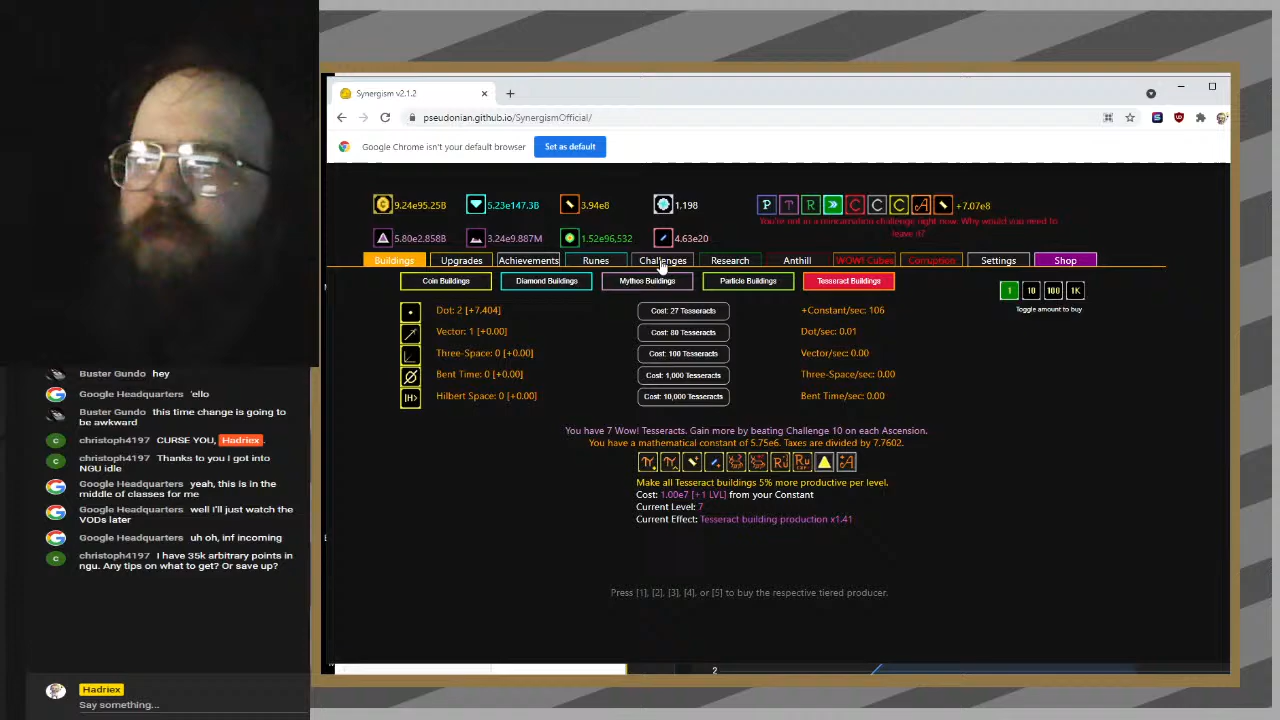 Synergism v2.1.2
pseudonian.github.io/SynergismOfficial/
Google Chrome isn't your default browser
Set as default
9.24e95.25B
5.23e147.3B
3.94e8
1.198
P T R C C C A +7.07e8
You're not in a reincarnation challenge right now. Why would you need to
leave it?
5.80e2.858B
3.24e9.887M
1.52e96,532
4.63e20
Buildings
Upgrades
Achievements
Runes
Challenges
Research
Anthill
WOW! Cubes
Corruption
Settings
Shop
Coin Buildings
Diamond Buildings
Mythos Buildings
Particle Buildings
Tesseract Buildings
1 10 100 1K
Toggle amount to buy
Dot: 2 [+7.404]
Cost: 27 Tesseracts
+Constant/sec: 106
Vector: 1 [+0.00]
Cost: 80 Tesseracts
Dot/sec: 0.01
Three-Space: 0 [+0.00]
Cost: 100 Tesseracts
Vector/sec: 0.00
Bent Time: 0 [+0.00]
Cost: 1,000 Tesseracts
Three-Space/sec: 0.00
Hilbert Space: 0 [+0.00]
Cost: 10,000 Tesseracts
Bent Time/sec: 0.00
You have 7 Wow! Tesseracts. Gain more by beating Challenge 10 on each Ascension.
You have a mathematical constant of 5.75e6. Taxes are divided by 7.7602.
Make all Tesseract buildings 5% more productive per level.
Cost: 1.00e7 [+1 LVL] from your Constant
Current Level: 7
Current Effect: Tesseract building production x1.41
Press [1], [2], [3], [4], or [5] to buy the respective tiered producer.
2
Buster Gundo hey
Google Headquarters 'ello
Buster Gundo this time change is going to
be awkward
christoph4197 CURSE YOU, Hadriex.
christoph4197 Thanks to you I got into
NGU idle
Google Headquarters yeah, this is in the
middle of classes for me
Google Headquarters well I'll just watch the
VODs later
Google Headquarters uh oh, inf incoming
christoph4197 I have 35k arbitrary points in
ngu. Any tips on what to get? Or save up?
Hadriex
Say something...